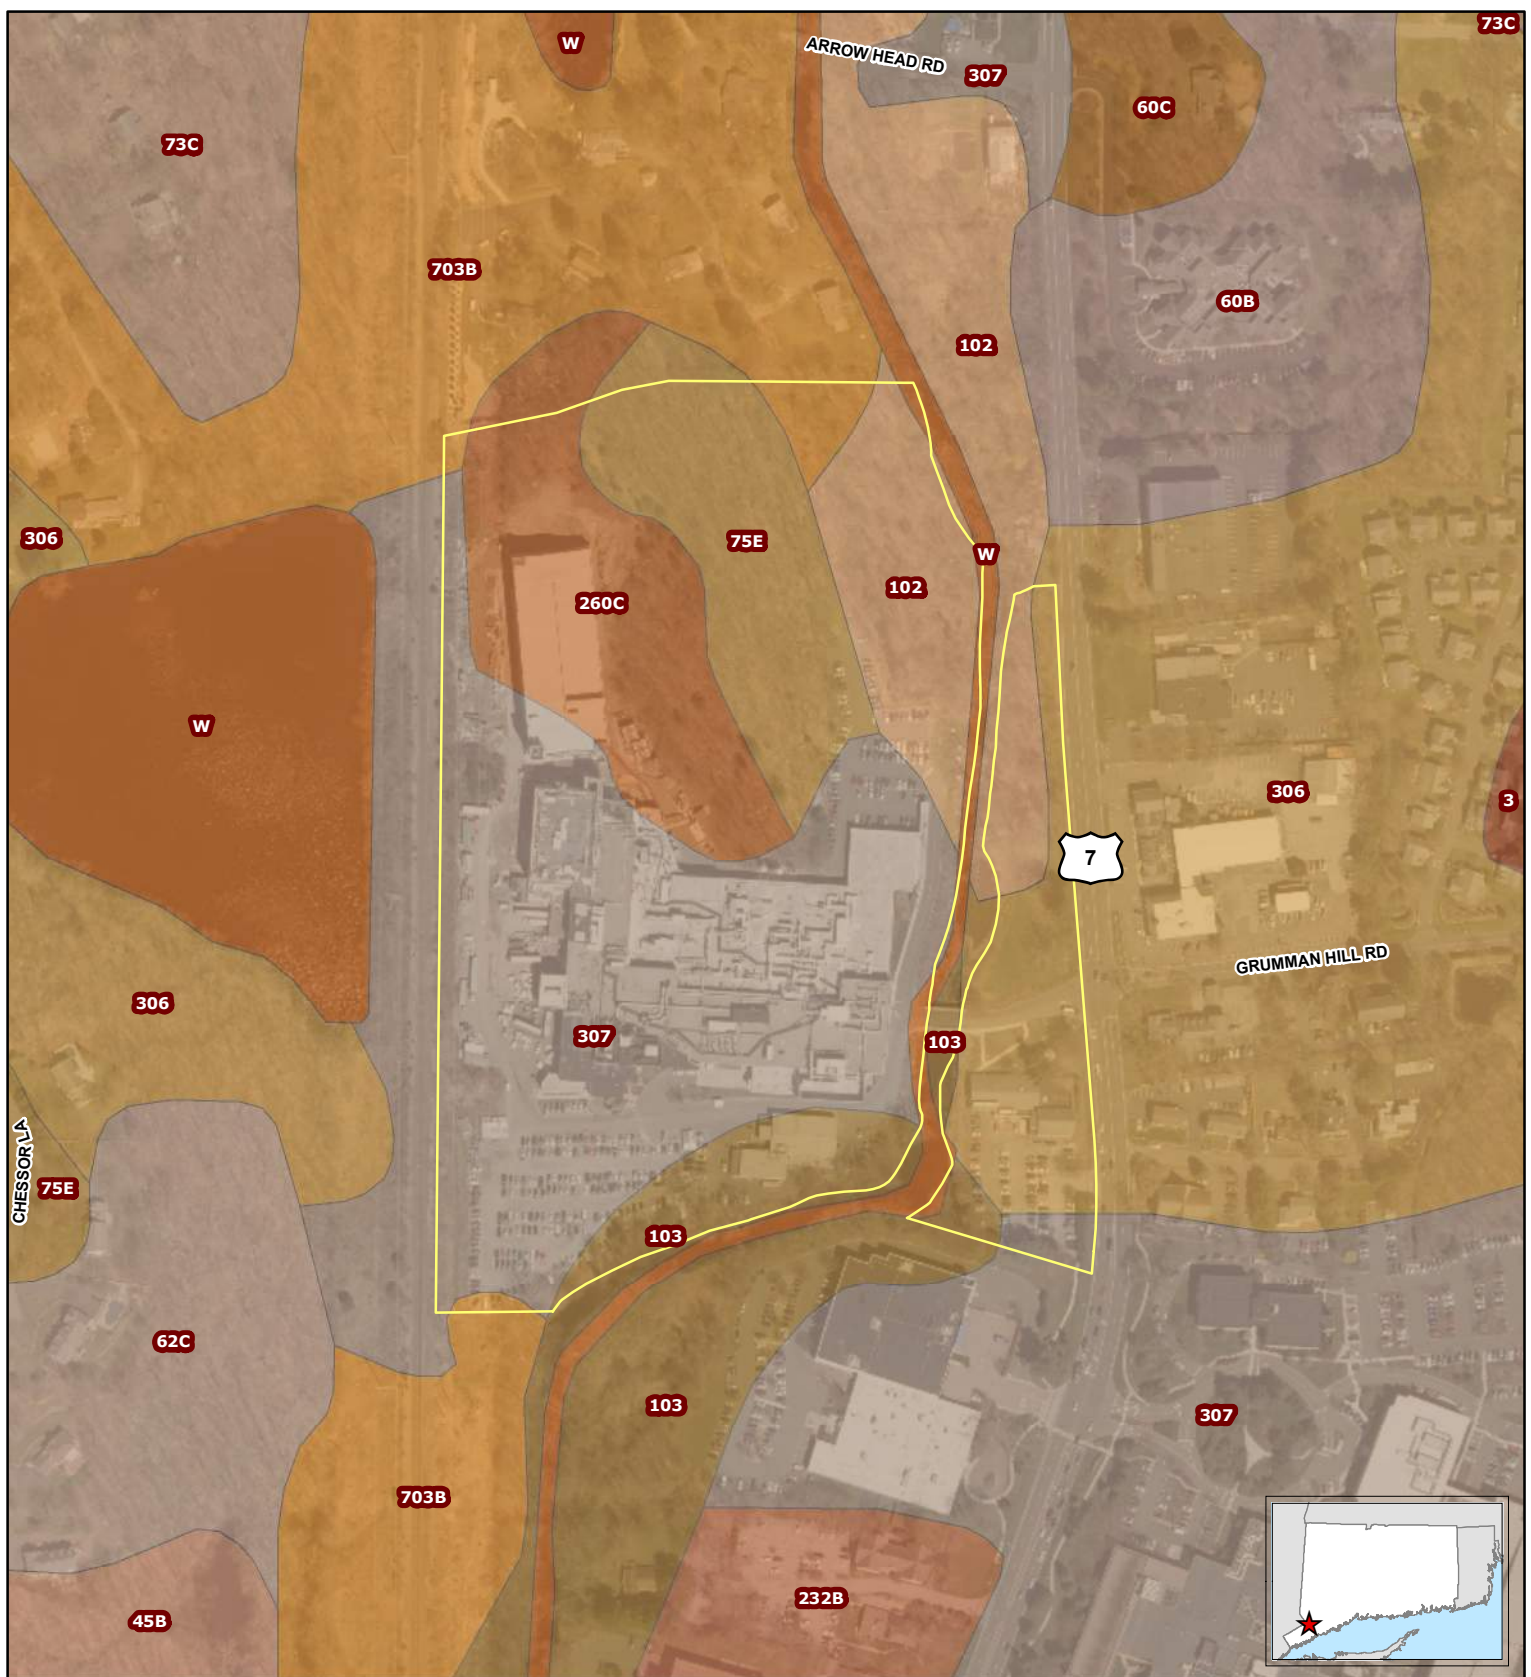 73C
W
ARROW HEAD RD
307
60C
73C
703B
60B
102
306
75E
W
102
260C
W
306
3
7
GRUMMAN HILL RD
306
307
103
CHESSOR LA
75E
103
62C
103
307
703B
232B
45B